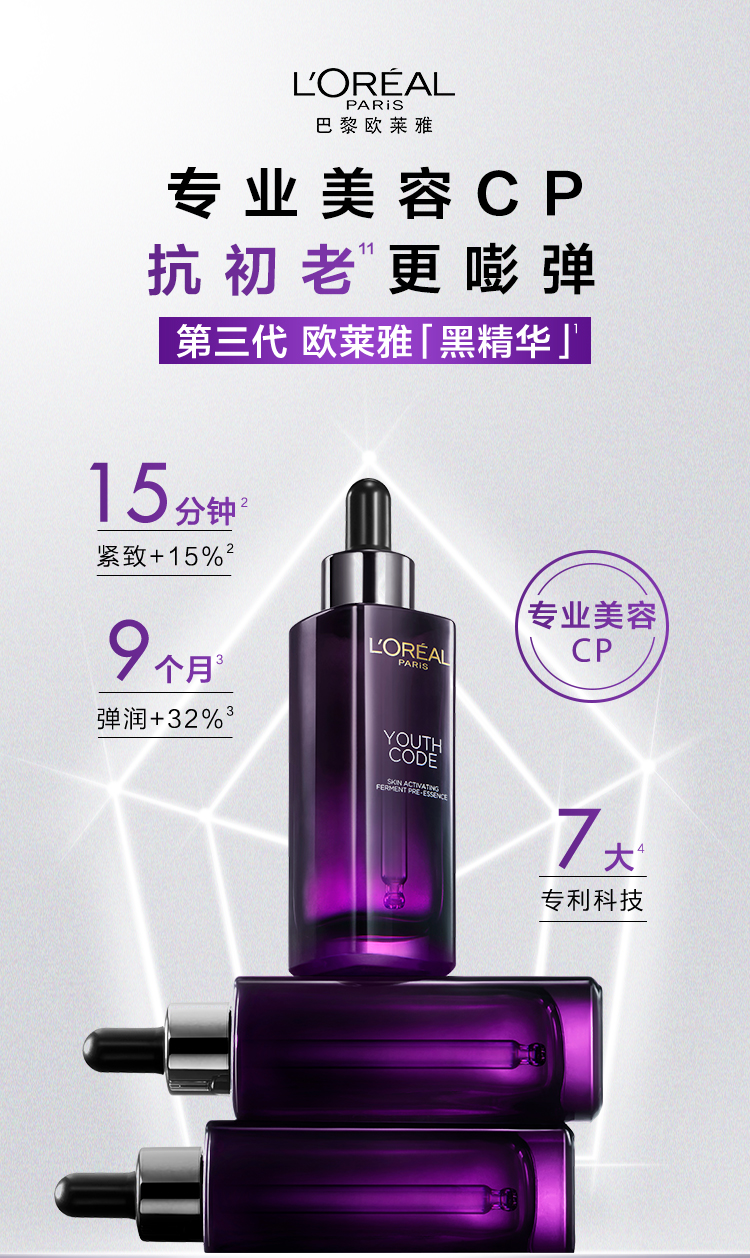 L'ORÉAL
PARiS
巴黎欧莱雅
专业美容CP
抗初老11更嘭弹
第三代 欧莱雅「黑精华」1
15分钟2
紧致+15%2
9个月3
弹润+32%3
专业美容
CP
7大4
专利科技
L'ORÉAL
PARiS
YOUTH
CODE
SKIN ACTIVATING
FERMENT PRE-ESSENCE